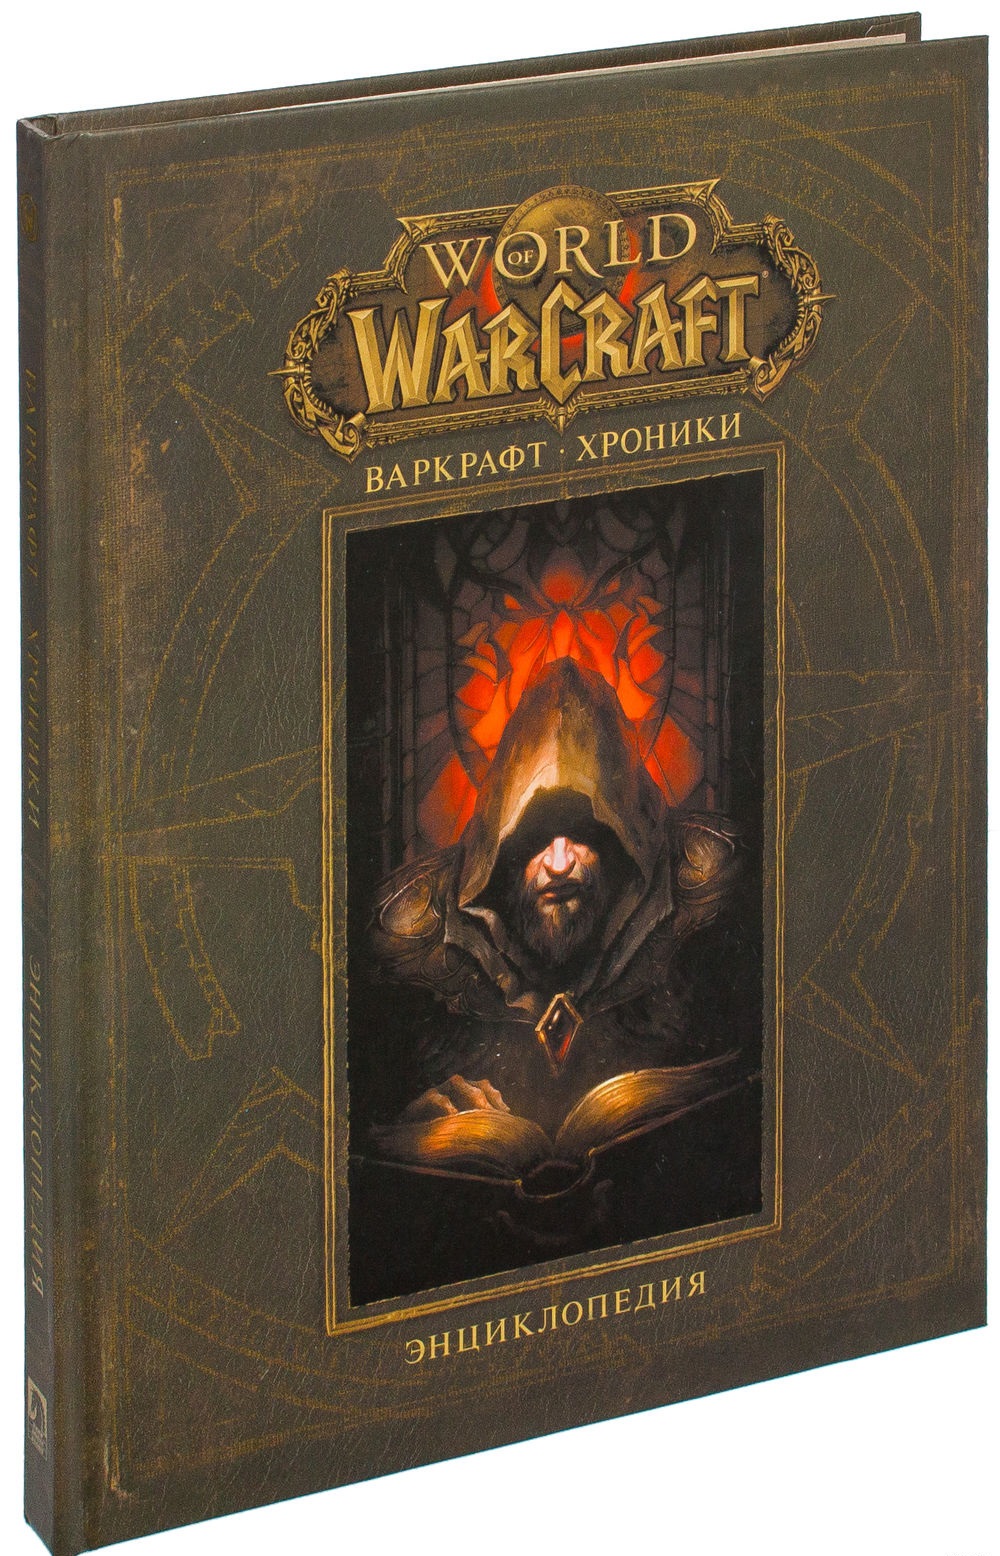 WORLD
OF
WARCRAFT
ВАРКРАФТ · ХРОНИКИ
ЭНЦИКЛОПЕДИЯ
ВАРКРАФТ · ХРОНИКИ ЭНЦИКЛОПЕДИЯ